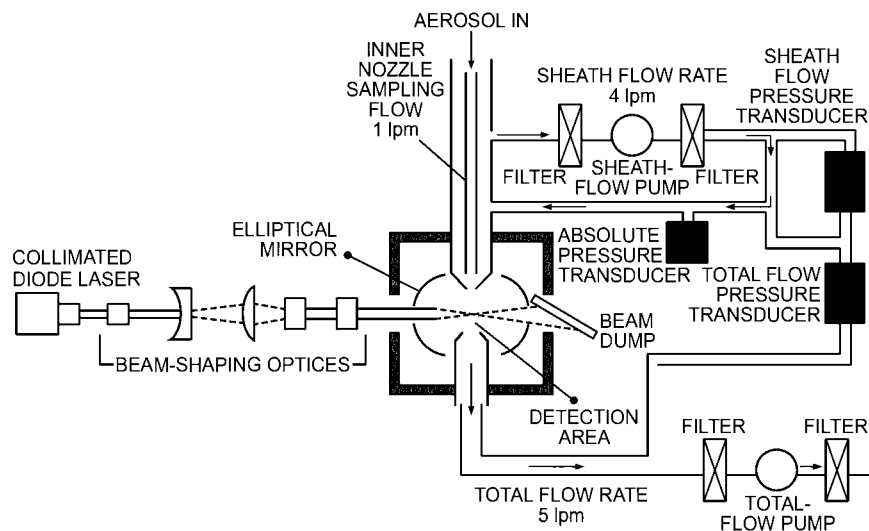 AEROSOL IN
INNER
NOZZLE
SAMPLING
FLOW
1 lpm
SHEATH FLOW RATE
4 lpm
SHEATH
FLOW
PRESSURE
TRANSDUCER
FILTER
SHEATH-
FLOW PUMP
FILTER
ELLIPTICAL
MIRROR
ABSOLUTE
PRESSURE
TRANSDUCER
TOTAL FLOW
PRESSURE
TRANSDUCER
COLLIMATED
DIODE LASER
BEAM
DUMP
BEAM-SHAPING OPTICES
DETECTION
AREA
FILTER
FILTER
TOTAL FLOW RATE
5 lpm
TOTAL-
FLOW PUMP